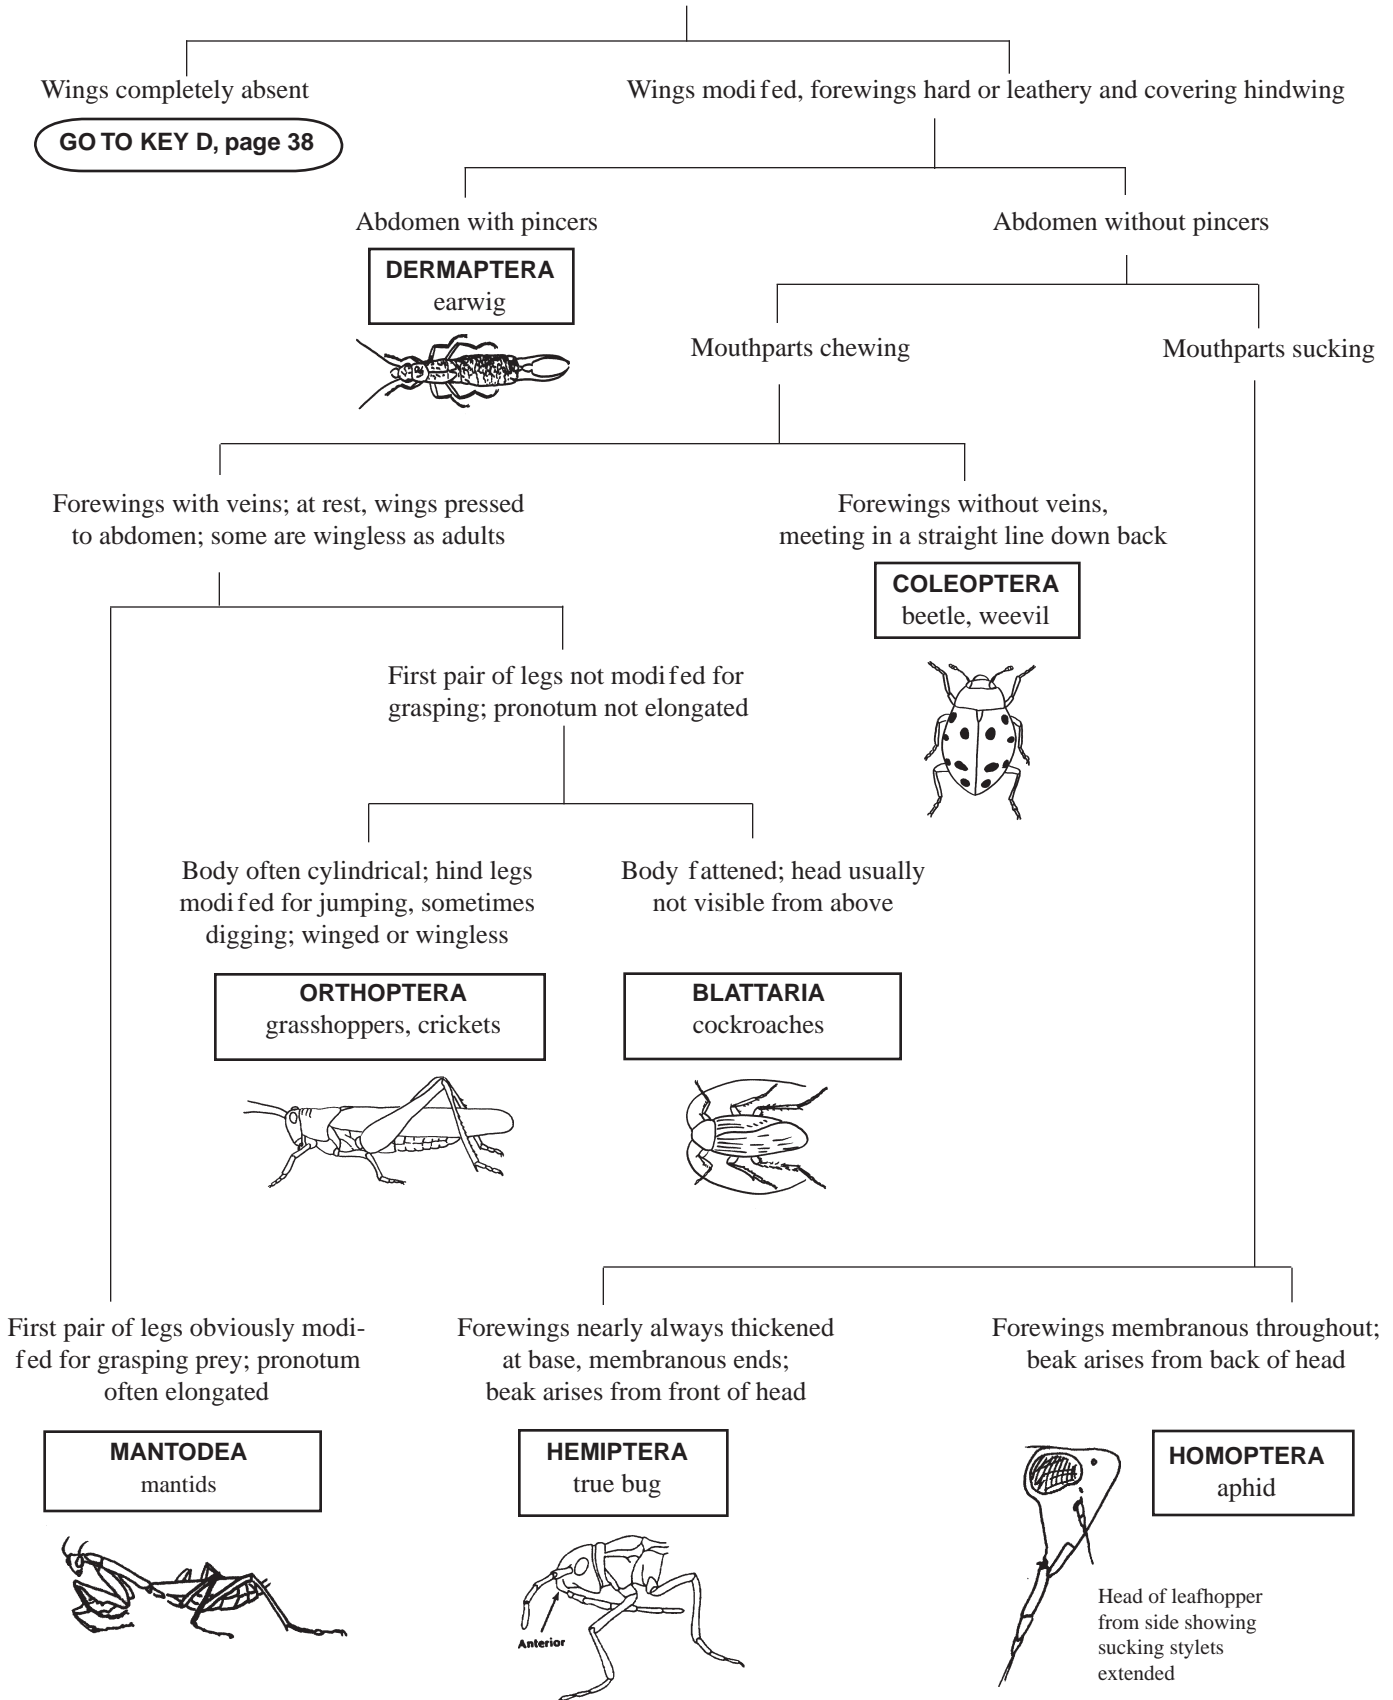 Wings completely absent
GO TO KEY D, page 38
Wings modifed, forewings hard or leathery and covering hindwing
Abdomen with pincers
DERMAPTERA
earwig
Abdomen without pincers
Mouthparts chewing
Mouthparts sucking
Forewings with veins; at rest, wings pressed
to abdomen; some are wingless as adults
Forewings without veins,
meeting in a straight line down back
COLEOPTERA
beetle, weevil
First pair of legs not modifed for
grasping; pronotum not elongated
Body often cylindrical; hind legs
modifed for jumping, sometimes
digging; winged or wingless
ORTHOPTERA
grasshoppers, crickets
Body fattened; head usually
not visible from above
BLATTARIA
cockroaches
First pair of legs obviously modi-
fed for grasping prey; pronotum
often elongated
MANTODEA
mantids
Forewings nearly always thickened
at base, membranous ends;
beak arises from front of head
HEMIPTERA
true bug
Anterior
Forewings membranous throughout;
beak arises from back of head
HOMOPTERA
aphid
Head of leafhopper
from side showing
sucking stylets
extended